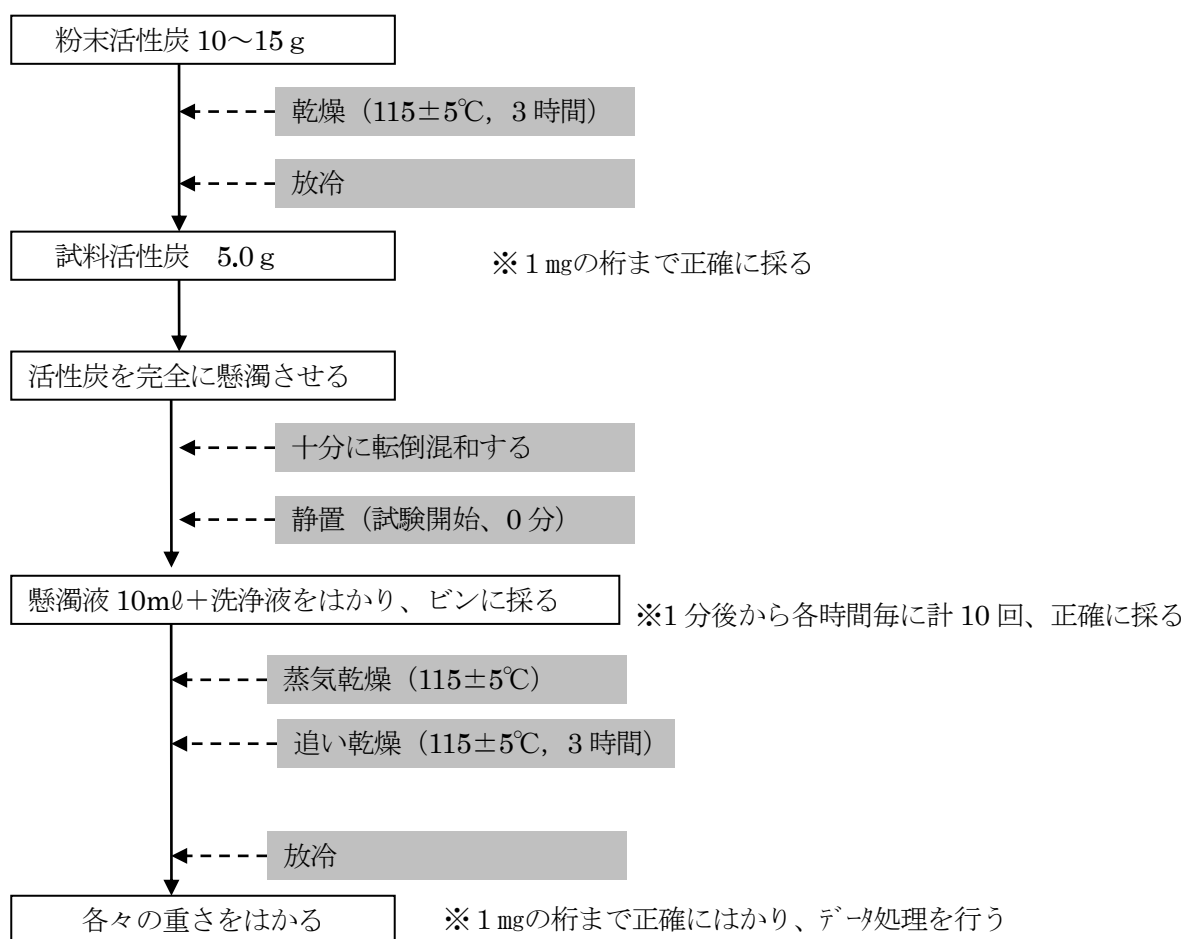 粉末活性炭 10～15ｇ
乾燥（115±5℃，3 時間）
放冷
試料活性炭　5.0ｇ
※１㎎の桁まで正確に採る
活性炭を完全に懸濁させる
十分に転倒混和する
静置（試験開始、0 分）
懸濁液 10mℓ＋洗浄液をはかり、ビンに採る
※1 分後から各時間毎に計 10 回、正確に採る
蒸気乾燥（115±5℃）
追い乾燥（115±5℃，3 時間）
放冷
各々の重さをはかる
※１㎎の桁まで正確にはかり、ﾃﾞｰﾀ処理を行う